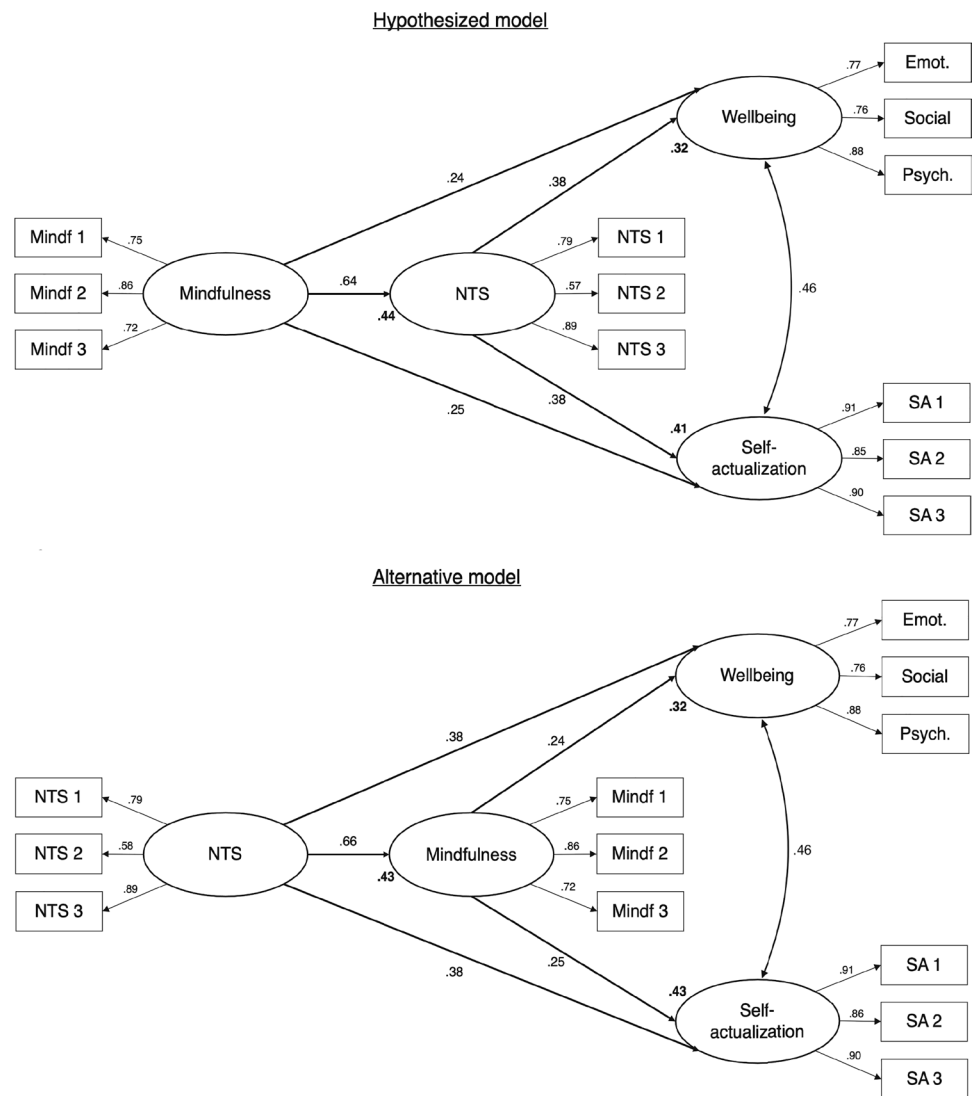 Hypothesized model
.77
Emot.
Wellbeing
.76
Social
.32
.88
Psych.
.24
.38
Mindf 1
.75
.79
NTS 1
Mindf 2
.86
Mindfulness
.64
NTS
.57
NTS 2
.44
.46
Mindf 3
.72
.89
NTS 3
.25
.38
.41
.91
SA 1
Self-
actualization
.85
SA 2
.90
SA 3
Alternative model
.77
Emot.
Wellbeing
.76
Social
.32
.88
Psych.
.38
.24
NTS 1
.79
.75
Mindf 1
NTS 2
.58
NTS
.66
Mindfulness
.86
Mindf 2
.43
.46
NTS 3
.89
.72
Mindf 3
.38
.25
.43
.91
SA 1
Self-
actualization
.86
SA 2
.90
SA 3